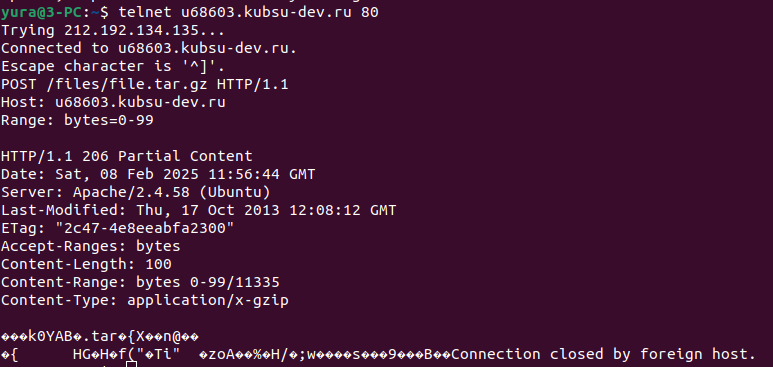 yura@3-PC:~$ telnet u68603.kubsu-dev.ru 80
Trying 212.192.134.135...
Connected to u68603.kubsu-dev.ru.
Escape character is '^]'.
POST /files/file.tar.gz HTTP/1.1
Host: u68603.kubsu-dev.ru
Range: bytes=0-99

HTTP/1.1 206 Partial Content
Date: Sat, 08 Feb 2025 11:56:44 GMT
Server: Apache/2.4.58 (Ubuntu)
Last-Modified: Thu, 17 Oct 2013 12:08:12 GMT
ETag: "2c47-4e8eeabfa2300"
Accept-Ranges: bytes
Content-Length: 100
Content-Range: bytes 0-99/11335
Content-Type: application/x-gzip

���k0YAB�.tar�{X��n@��
�{ HG�H�f("�Ti" �zoA��%�H/�;w����s���9���B��Connection closed by foreign host.